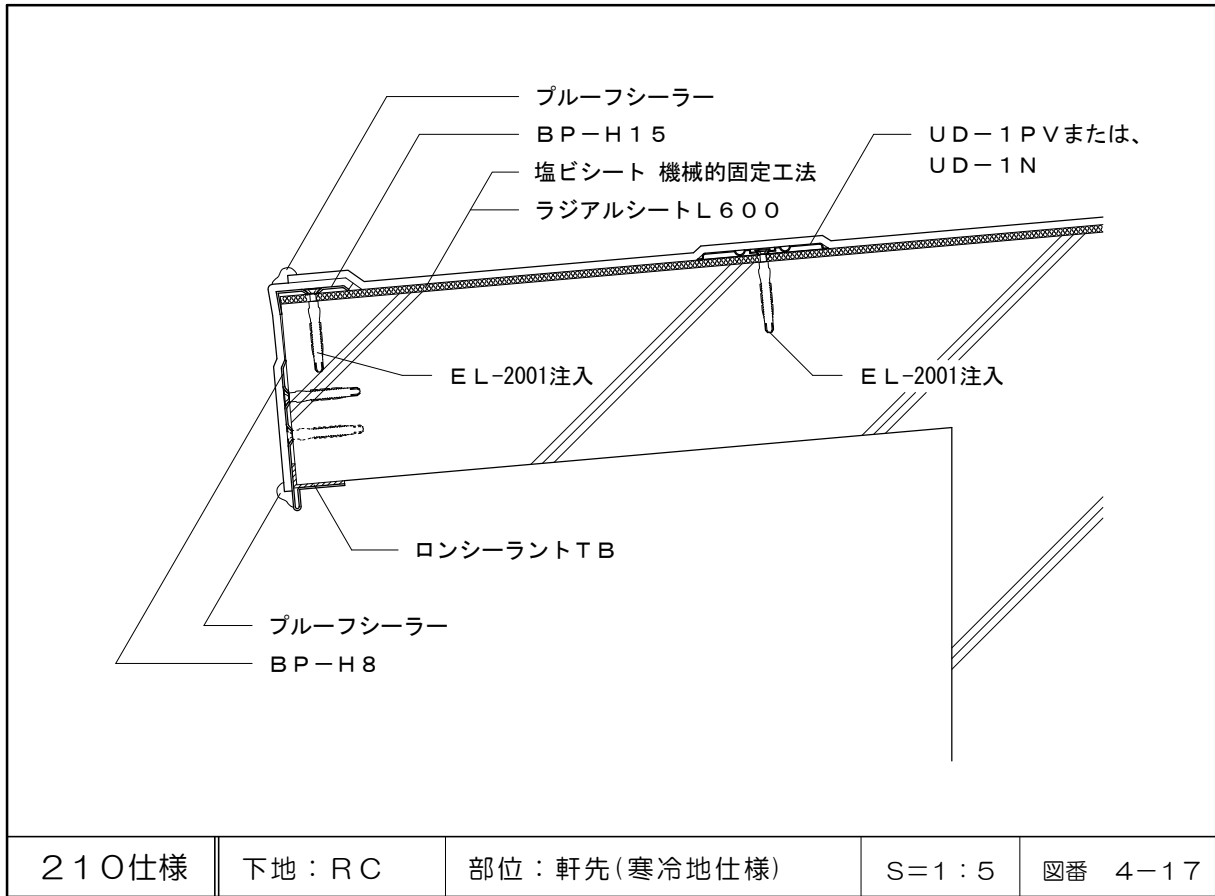 プルーフシーラー
ＢＰ－Ｈ１５
塩ビシート 機械的固定工法
ラジアルシートＬ６００
ＵＤ－１ＰＶまたは、
ＵＤ－１Ｎ
ＥＬ-2001注入
ＥＬ-2001注入
ロンシーラントＴＢ
プルーフシーラー
ＢＰ－Ｈ８
２１０仕様
下地：ＲＣ
部位：軒先(寒冷地仕様)
S=1：5
図番 4－17